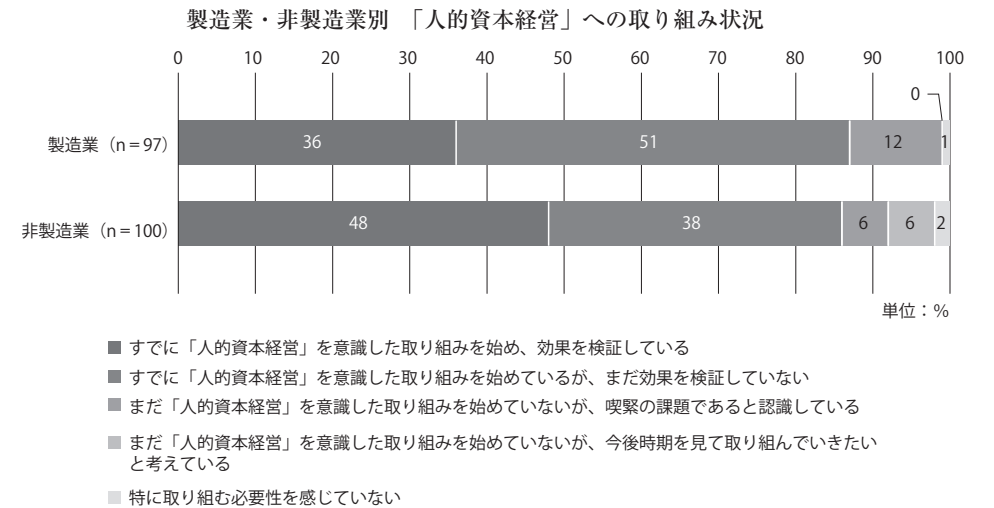 製造業・非製造業別 「人的資本経営」への取り組み状況
0 10 20 30 40 50 60 70 80 90 100
0
製造業（n＝97） 36 51 12 1
非製造業（n＝100） 48 38 6 6 2
単位：%
すでに「人的資本経営」を意識した取り組みを始め、効果を検証している
すでに「人的資本経営」を意識した取り組みを始めているが、まだ効果を検証していない
まだ「人的資本経営」を意識した取り組みを始めていないが、喫緊の課題であると認識している
まだ「人的資本経営」を意識した取り組みを始めていないが、今後時期を見て取り組んでいきたい
と考えている
特に取り組む必要性を感じていない